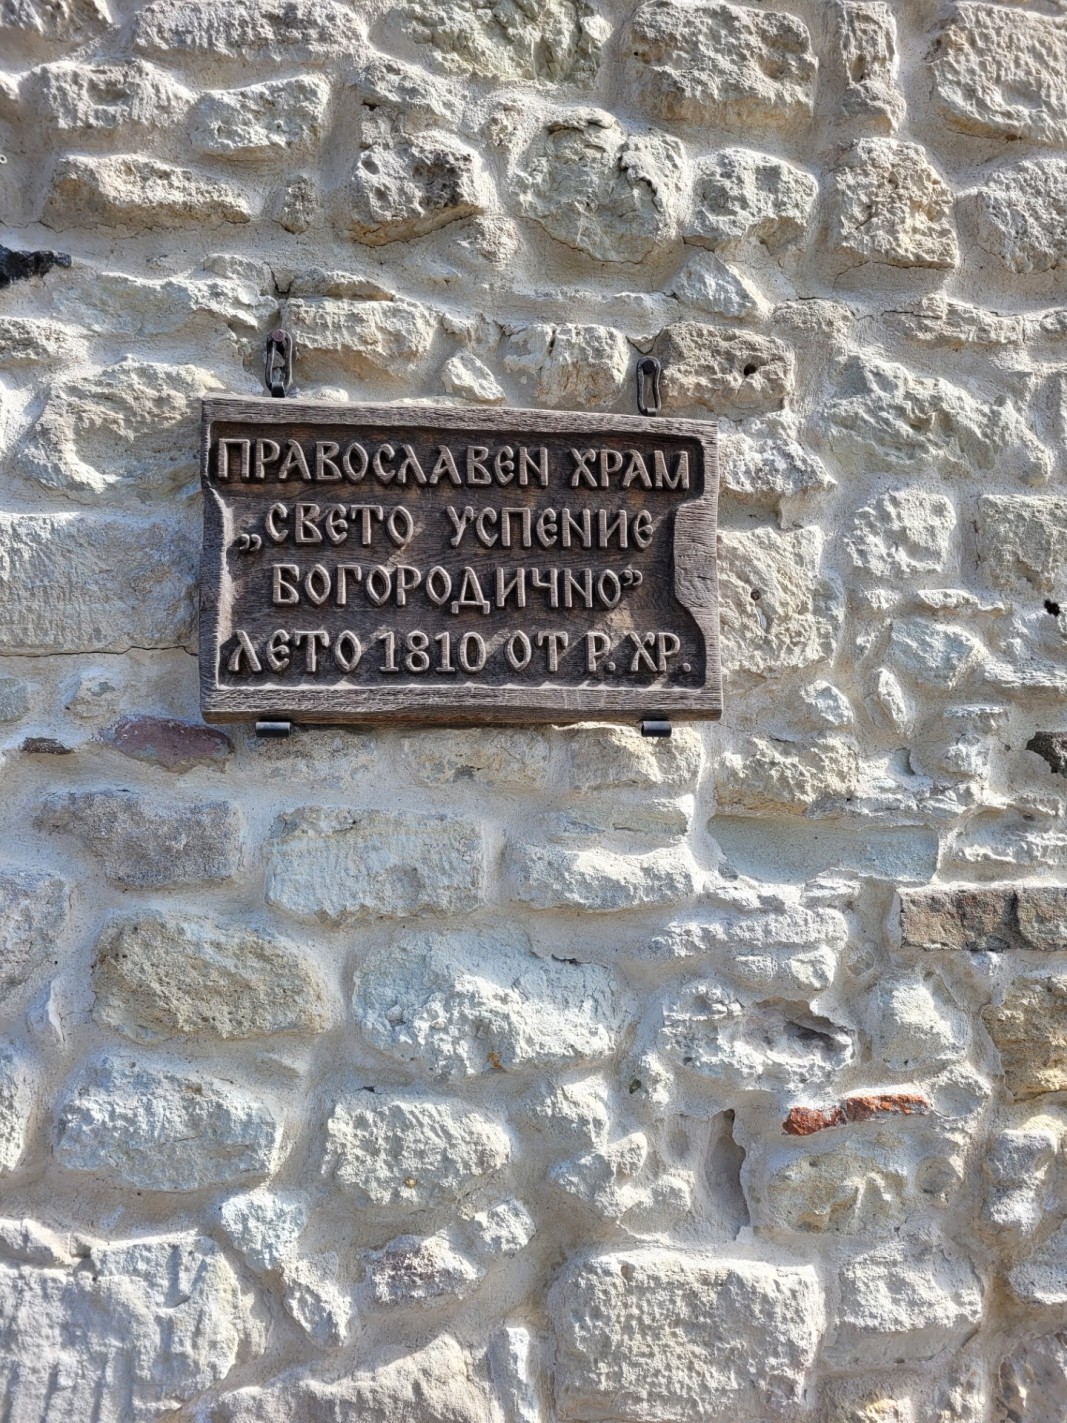 ПРАВОСЛАВЕН ХРАМ
„СВЕТО УСПЕНИЕ
БОГОРОДИЧНО”
ЛЕТО 1810 ОТ Р. ХР.